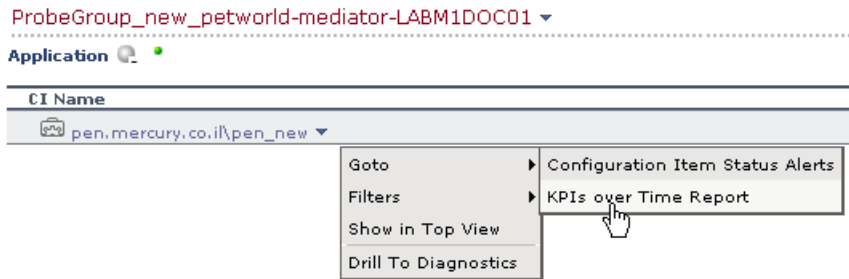 ProbeGroup_new_petworld-mediator-LABM1DOC01
Application
CI Name
pen.mercury.co.il\pen_new
Goto
Configuration Item Status Alerts
Filters
KPIs over Time Report
Show in Top View
Drill To Diagnostics